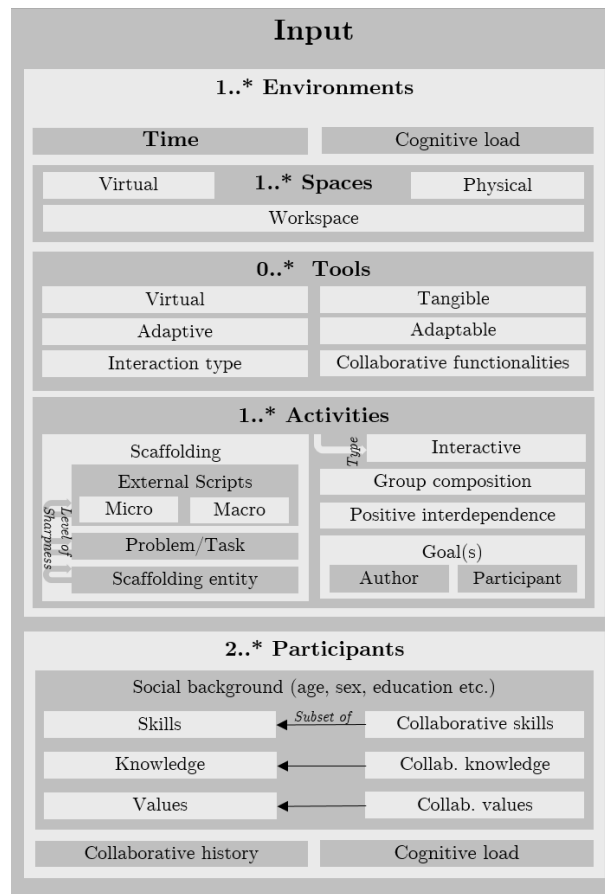 Input
1..* Environments
Time
Cognitive load
Virtual
1..* Spaces
Physical
Workspace
0..* Tools
Virtual
Tangible
Adaptive
Adaptable
Interaction type
Collaborative functionalities
1..* Activities
Scaffolding
External Scripts
Micro
Macro
Level of
Sharpness
Problem/Task
Scaffolding entity
Type
Interactive
Group composition
Positive interdependence
Goal(s)
Author
Participant
2..* Participants
Social background (age, sex, education etc.)
Skills
Subset of
Collaborative skills
Knowledge
Collab. knowledge
Values
Collab. values
Collaborative history
Cognitive load